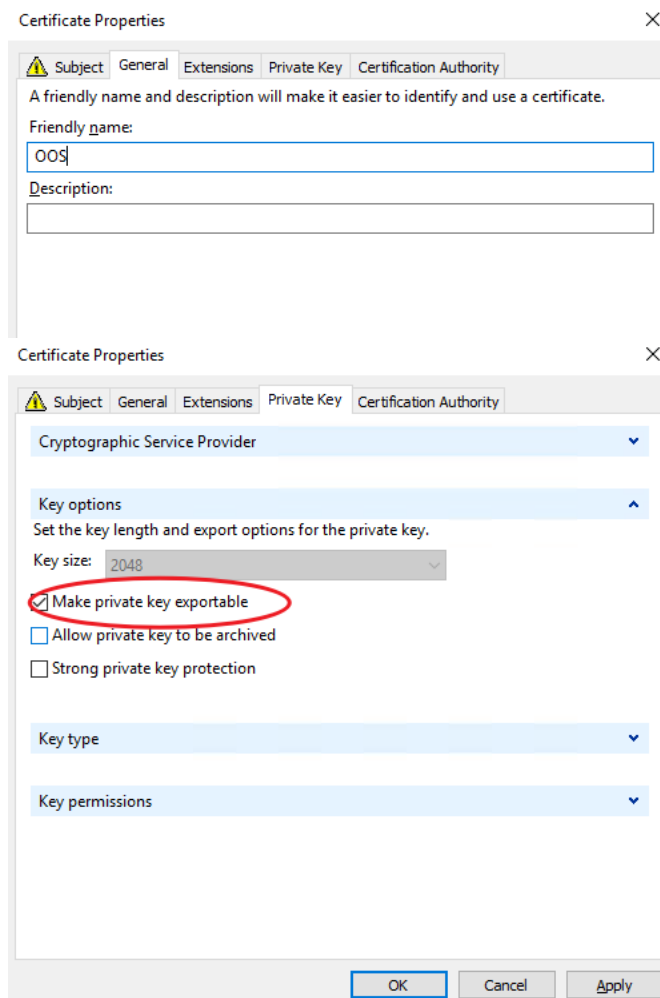 Certificate Properties
Subject General Extensions Private Key Certification Authority
A friendly name and description will make it easier to identify and use a certificate.
Friendly name:
OOS
Description:
Certificate Properties
Subject General Extensions Private Key Certification Authority
Cryptographic Service Provider
Key options
Set the key length and export options for the private key.
Key size: 2048
Make private key exportable
Allow private key to be archived
Strong private key protection
Key type
Key permissions
OK Cancel Apply